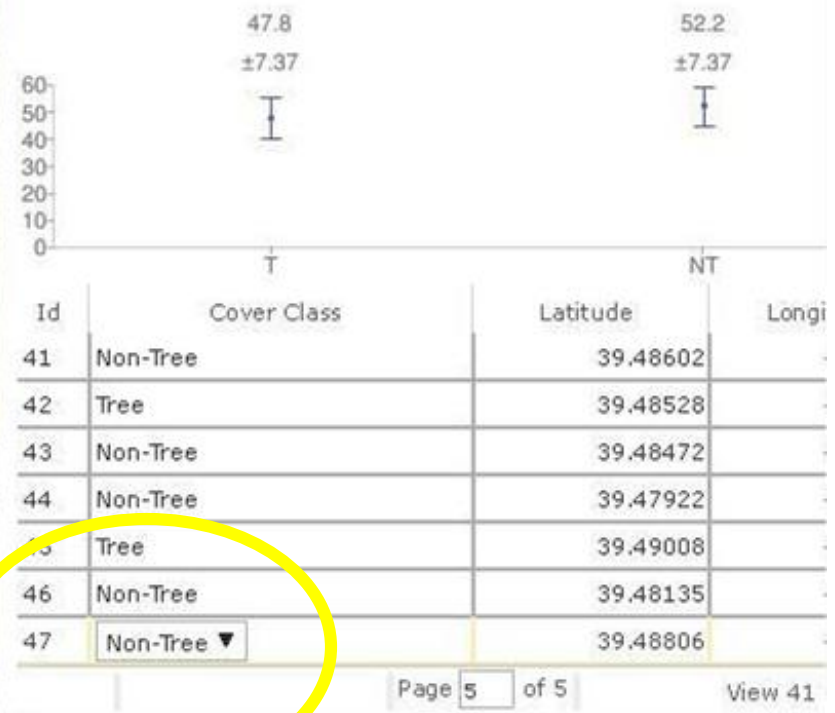 47.8 52.2
±7.37 ±7.37
60
50
40
30
20
10
0
T NT
Id Cover Class Latitude Longi
41 Non-Tree 39.48602
42 Tree 39.48528
43 Non-Tree 39.48472
44 Non-Tree 39.47922
Tree 39.49008
46 Non-Tree 39.48135
47 Non-Tree ▼ 39.48806
Page 5 of 5 View 41